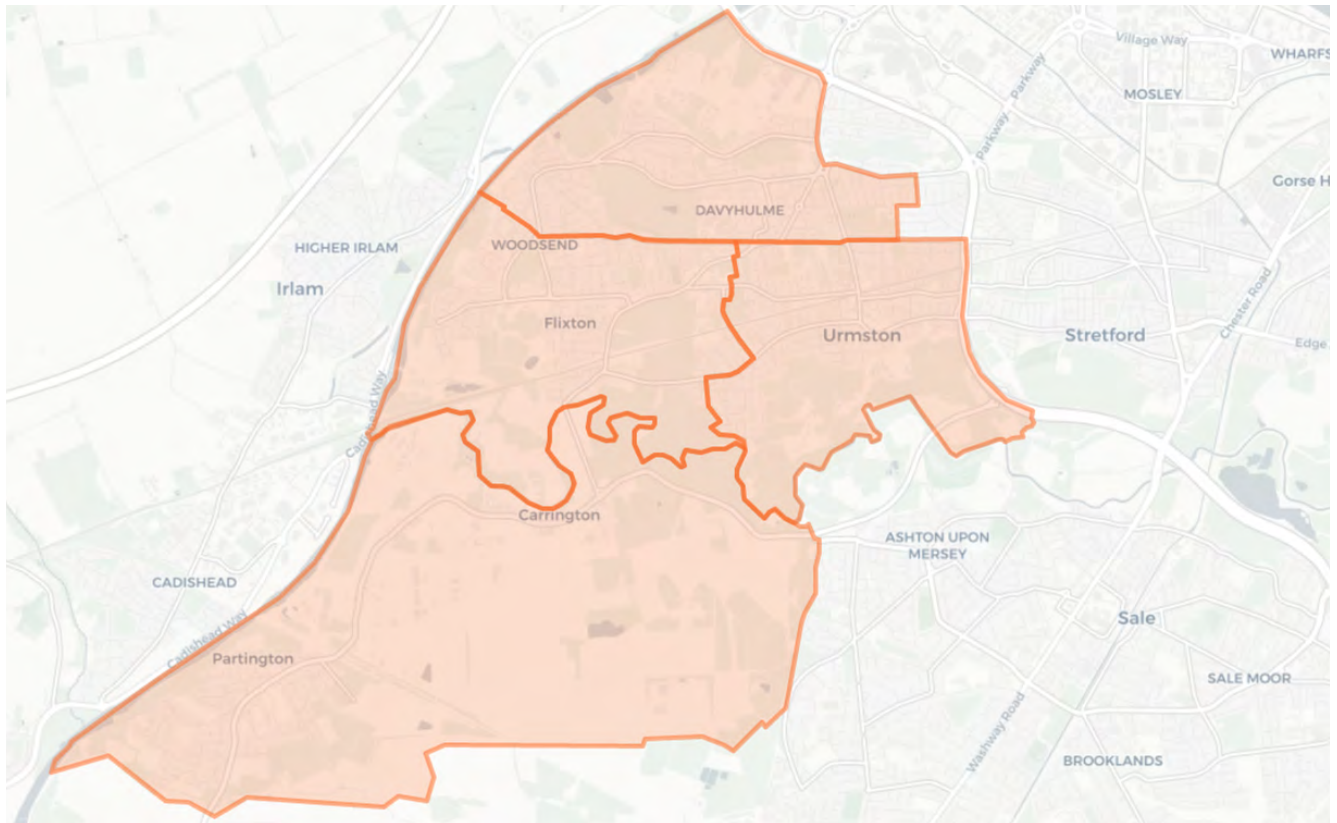 Village Way
WHARFS
Parkway
MOSLEY
Parkway
Gorse H
DAVYHULME
WOODSEND
HIGHER IRLAM
Irlam
Flixton
Urmston
Stretford
Chester Road
Edge
Cadishead Way
Carrington
ASHTON UPON
MERSEY
CADISHEAD
Sale
Cadishead Way
Partington
SALE MOOR
Washway Road
BROOKLANDS